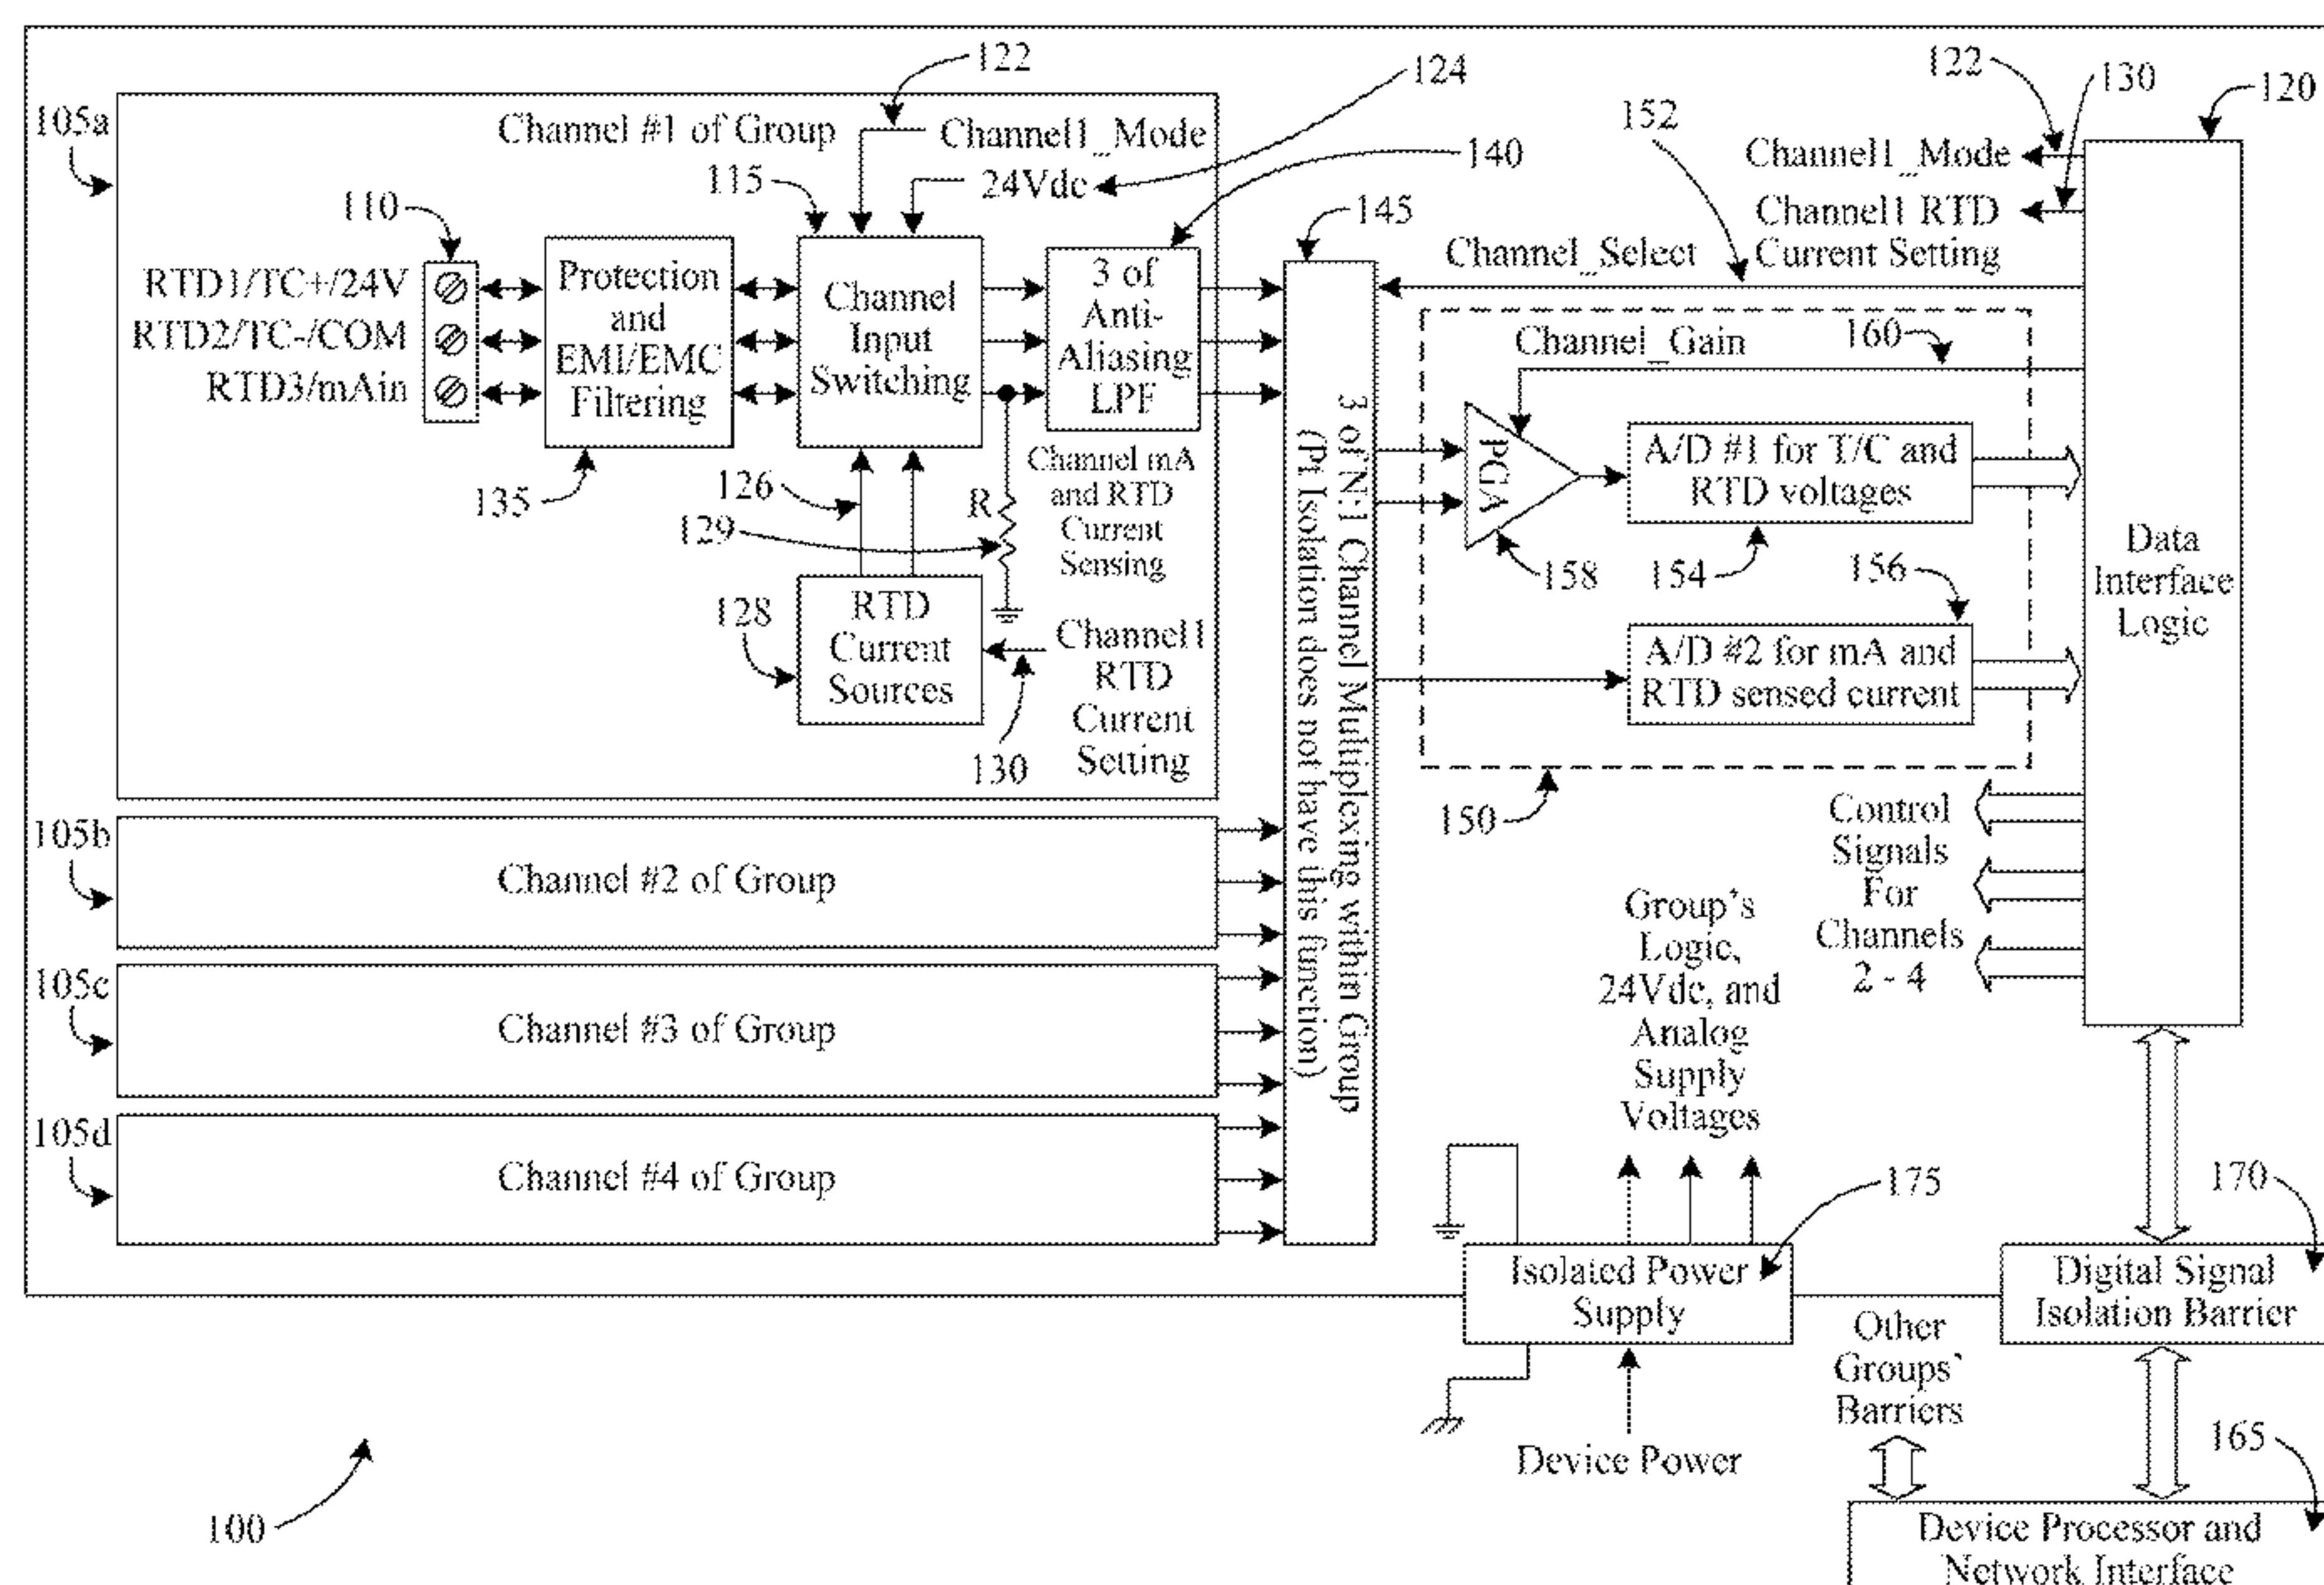 122
124
122
130
120
105a
Channel #1 of Group
Channel1_Mode
152
Channel1_Mode
115
24Vdc
140
110
145
Channel1 RTD
Current Setting
Channel_Select
RTD1/TC+/24V
RTD2/TC-/COM
RTD3/mAin
Protection
and
EMI/EMC
Filtering
Channel
Input
Switching
3 of
Anti-
Aliasing
LPF
Channel_Gain
160
135
126
129
R
Channel mA
and RTD
Current
Sensing
3 of N:1 Channel Multiplexing within Group
(Pt Isolation does not have this function)
PGA
A/D #1 for T/C and
RTD voltages
158
154
156
Data
Interface
Logic
128
RTD
Current
Sources
Channel1
RTD
Current
Setting
130
A/D #2 for mA and
RTD sensed current
150
Control
Signals
For
Channels
2 - 4
105b
Channel #2 of Group
105c
Channel #3 of Group
105d
Channel #4 of Group
Group's
Logic,
24Vdc, and
Analog
Supply
Voltages
175
170
Isolated Power
Supply
Digital Signal
Isolation Barrier
Other
Groups'
Barriers
Device Power
165
100
Device Processor and
Network Interface